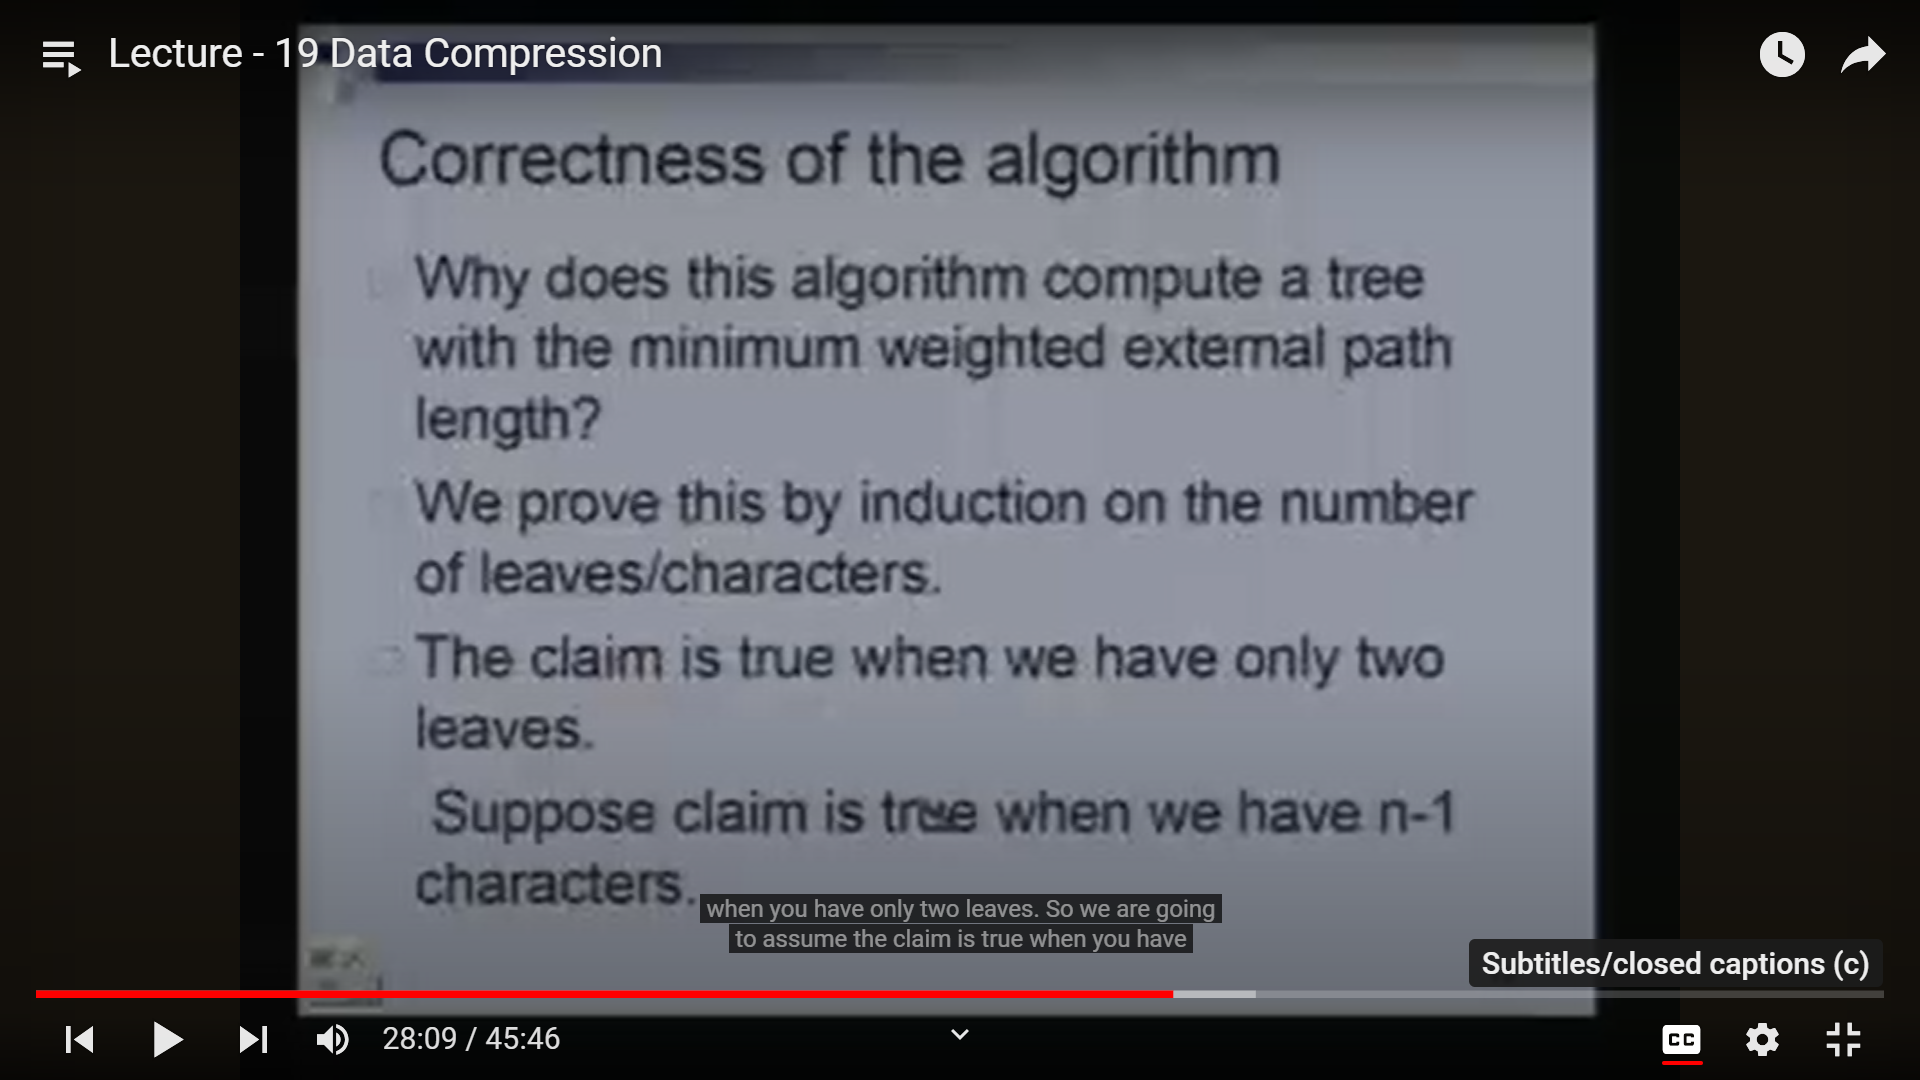 Lecture - 19 Data Compression
Correctness of the algorithm
Why does this algorithm compute a tree
with the minimum weighted external path
length?
We prove this by induction on the number
of leaves/characters.
The claim is true when we have only two
leaves.
Suppose claim is true when we have n-1
characters.
when you have only two leaves. So we are going
to assume the claim is true when you have
Subtitles/closed captions (c)
28:09 / 45:46
CC